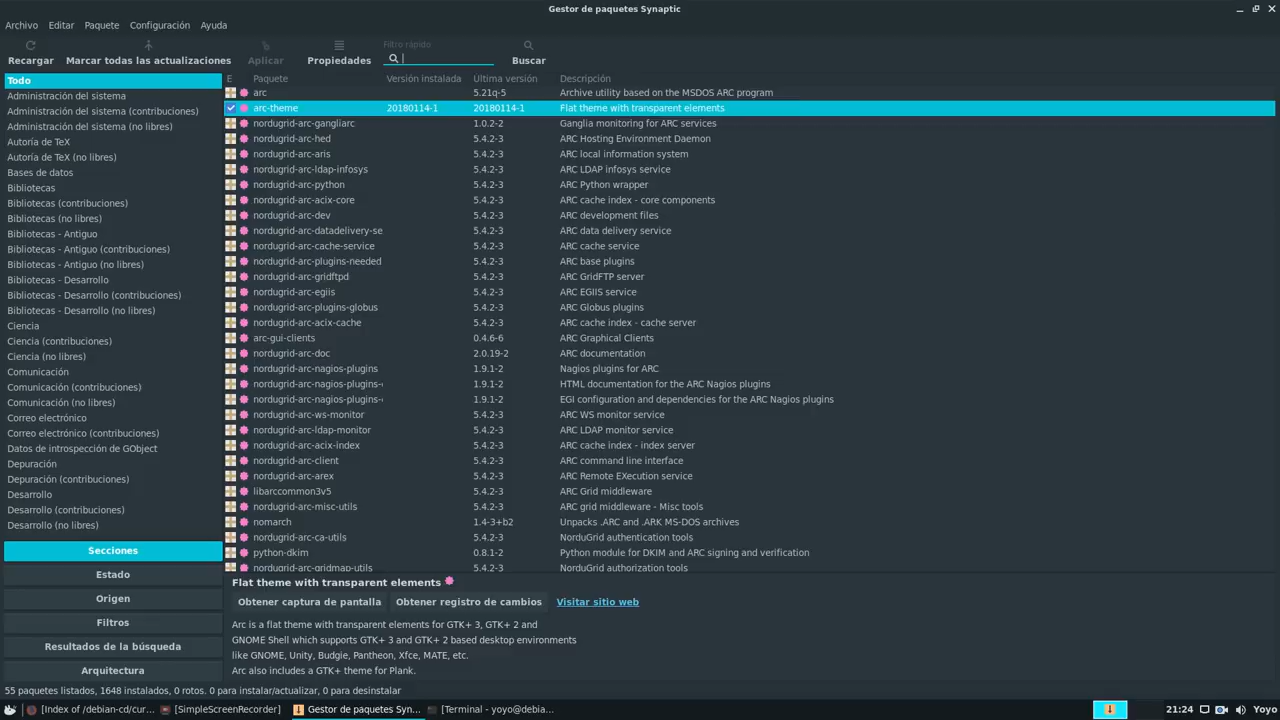 Gestor de paquetes Synaptic
Archivo Editar Paquete Configuración Ayuda
Filtro rápido
Recargar Marcar todas las actualizaciones Aplicar Propiedades Buscar
E Paquete Versión instalada Última versión Descripción
Todo
Administración del sistema
Administración del sistema (contribuciones)
Administración del sistema (no libres)
Autoría de TeX
Autoría de TeX (no libres)
Bases de datos
Bibliotecas
Bibliotecas (contribuciones)
Bibliotecas (no libres)
Bibliotecas - Antiguo
Bibliotecas - Antiguo (contribuciones)
Bibliotecas - Antiguo (no libres)
Bibliotecas - Desarrollo
Bibliotecas - Desarrollo (contribuciones)
Bibliotecas - Desarrollo (no libres)
Ciencia
Ciencia (contribuciones)
Ciencia (no libres)
Comunicación
Comunicación (contribuciones)
Comunicación (no libres)
Correo electrónico
Correo electrónico (contribuciones)
Datos de introspección de GObject
Depuración
Depuración (contribuciones)
Desarrollo
Desarrollo (contribuciones)
Desarrollo (no libres)
Secciones
Estado
Origen
Filtros
Resultados de la búsqueda
Arquitectura
arc 5.21q-5 Archive utility based on the MSDOS ARC program
arc-theme 20180114-1 20180114-1 Flat theme with transparent elements
nordugrid-arc-gangliarc 1.0.2-2 Ganglia monitoring for ARC services
nordugrid-arc-hed 5.4.2-3 ARC Hosting Environment Daemon
nordugrid-arc-aris 5.4.2-3 ARC local information system
nordugrid-arc-ldap-infosys 5.4.2-3 ARC LDAP infosys service
nordugrid-arc-python 5.4.2-3 ARC Python wrapper
nordugrid-arc-acix-core 5.4.2-3 ARC cache index - core components
nordugrid-arc-dev 5.4.2-3 ARC development files
nordugrid-arc-datadelivery-se 5.4.2-3 ARC data delivery service
nordugrid-arc-cache-service 5.4.2-3 ARC cache service
nordugrid-arc-plugins-needed 5.4.2-3 ARC base plugins
nordugrid-arc-gridftpd 5.4.2-3 ARC GridFTP server
nordugrid-arc-egiis 5.4.2-3 ARC EGIIS service
nordugrid-arc-plugins-globus 5.4.2-3 ARC Globus plugins
nordugrid-arc-acix-cache 5.4.2-3 ARC cache index - cache server
arc-gui-clients 0.4.6-6 ARC Graphical Clients
nordugrid-arc-doc 2.0.19-2 ARC documentation
nordugrid-arc-nagios-plugins 1.9.1-2 Nagios plugins for ARC
nordugrid-arc-nagios-plugins- 1.9.1-2 HTML documentation for the ARC Nagios plugins
nordugrid-arc-nagios-plugins- 1.9.1-2 EGI configuration and dependencies for the ARC Nagios plugins
nordugrid-arc-ws-monitor 5.4.2-3 ARC WS monitor service
nordugrid-arc-ldap-monitor 5.4.2-3 ARC LDAP monitor service
nordugrid-arc-acix-index 5.4.2-3 ARC cache index - index server
nordugrid-arc-client 5.4.2-3 ARC command line interface
nordugrid-arc-arex 5.4.2-3 ARC Remote EXecution service
libarccommon3v5 5.4.2-3 ARC Grid middleware
nordugrid-arc-misc-utils 5.4.2-3 ARC grid middleware - Misc tools
nomarch 1.4-3+b2 Unpacks .ARC and .ARK MS-DOS archives
nordugrid-arc-ca-utils 5.4.2-3 NorduGrid authentication tools
python-dkim 0.8.1-2 Python module for DKIM and ARC signing and verification
nordugrid-arc-gridmap-utils 5.4.2-3 NorduGrid authorization tools
Flat theme with transparent elements
Obtener captura de pantalla Obtener registro de cambios Visitar sitio web
Arc is a flat theme with transparent elements for GTK+ 3, GTK+ 2 and
GNOME Shell which supports GTK+ 3 and GTK+ 2 based desktop environments
like GNOME, Unity, Budgie, Pantheon, Xfce, MATE, etc.
Arc also includes a GTK+ theme for Plank.
55 paquetes listados, 1648 instalados, 0 rotos. 0 para instalar/actualizar, 0 para desinstalar
[Index of /debian-cd/cur... [SimpleScreenRecorder] Gestor de paquetes Syn... [Terminal - yoyo@debia... 21:24 Yoyo